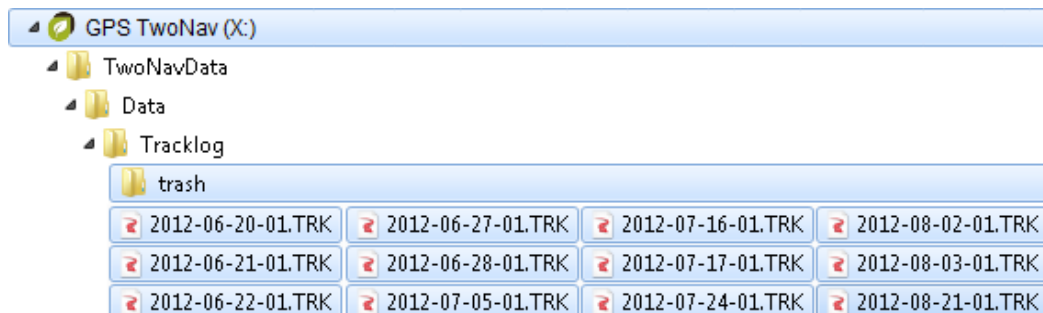 GPS TwoNav (X:)
TwoNavData
Data
Tracklog
trash
2012-06-20-01.TRK 2012-06-27-01.TRK 2012-07-16-01.TRK 2012-08-02-01.TRK
2012-06-21-01.TRK 2012-06-28-01.TRK 2012-07-17-01.TRK 2012-08-03-01.TRK
2012-06-22-01.TRK 2012-07-05-01.TRK 2012-07-24-01.TRK 2012-08-21-01.TRK